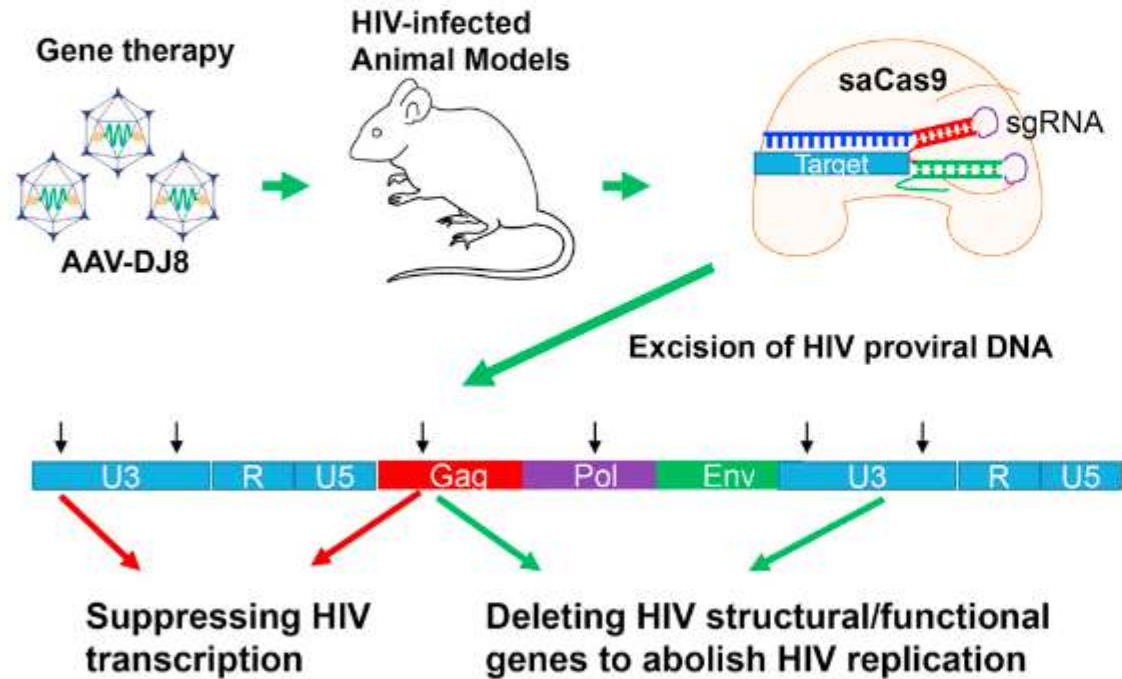 Gene therapy
AAV-DJ8
HIV-infected
Animal Models
saCas9
sgRNA
Target
Excision of HIV proviral DNA
U3 R U5 Gag Pol Env U3 R U5
Suppressing HIV
transcription
Deleting HIV structural/functional
genes to abolish HIV replication